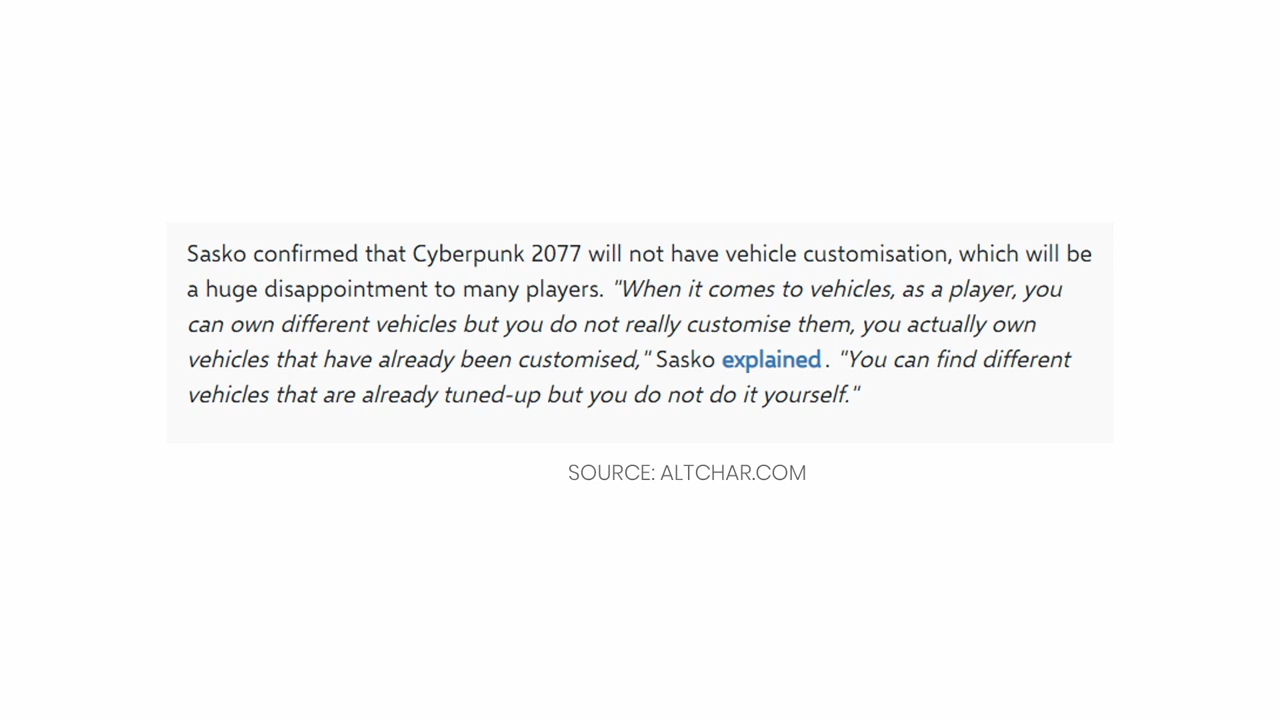 Sasko confirmed that Cyberpunk 2077 will not have vehicle customisation, which will be
a huge disappointment to many players. "When it comes to vehicles, as a player, you
can own different vehicles but you do not really customise them, you actually own
vehicles that have already been customised," Sasko explained. "You can find different
vehicles that are already tuned-up but you do not do it yourself."
SOURCE: ALTCHAR.COM